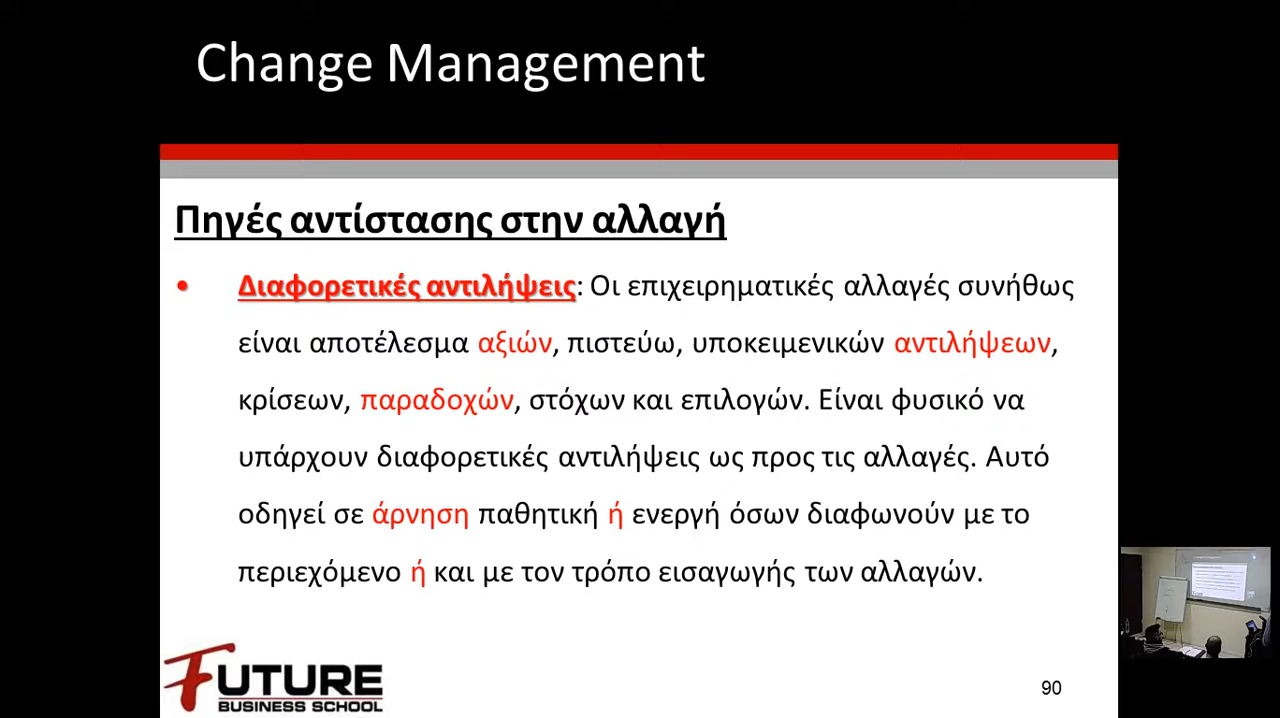 Change Management
Πηγές αντίστασης στην αλλαγή
• Διαφορετικές αντιλήψεις: Οι επιχειρηματικές αλλαγές συνήθως
είναι αποτέλεσμα αξιών, πιστεύω, υποκειμενικών αντιλήψεων,
κρίσεων, παραδοχών, στόχων και επιλογών. Είναι φυσικό να
υπάρχουν διαφορετικές αντιλήψεις ως προς τις αλλαγές. Αυτό
οδηγεί σε άρνηση παθητική ή ενεργή όσων διαφωνούν με το
περιεχόμενο ή και με τον τρόπο εισαγωγής των αλλαγών.
FUTURE
BUSINESS SCHOOL
90